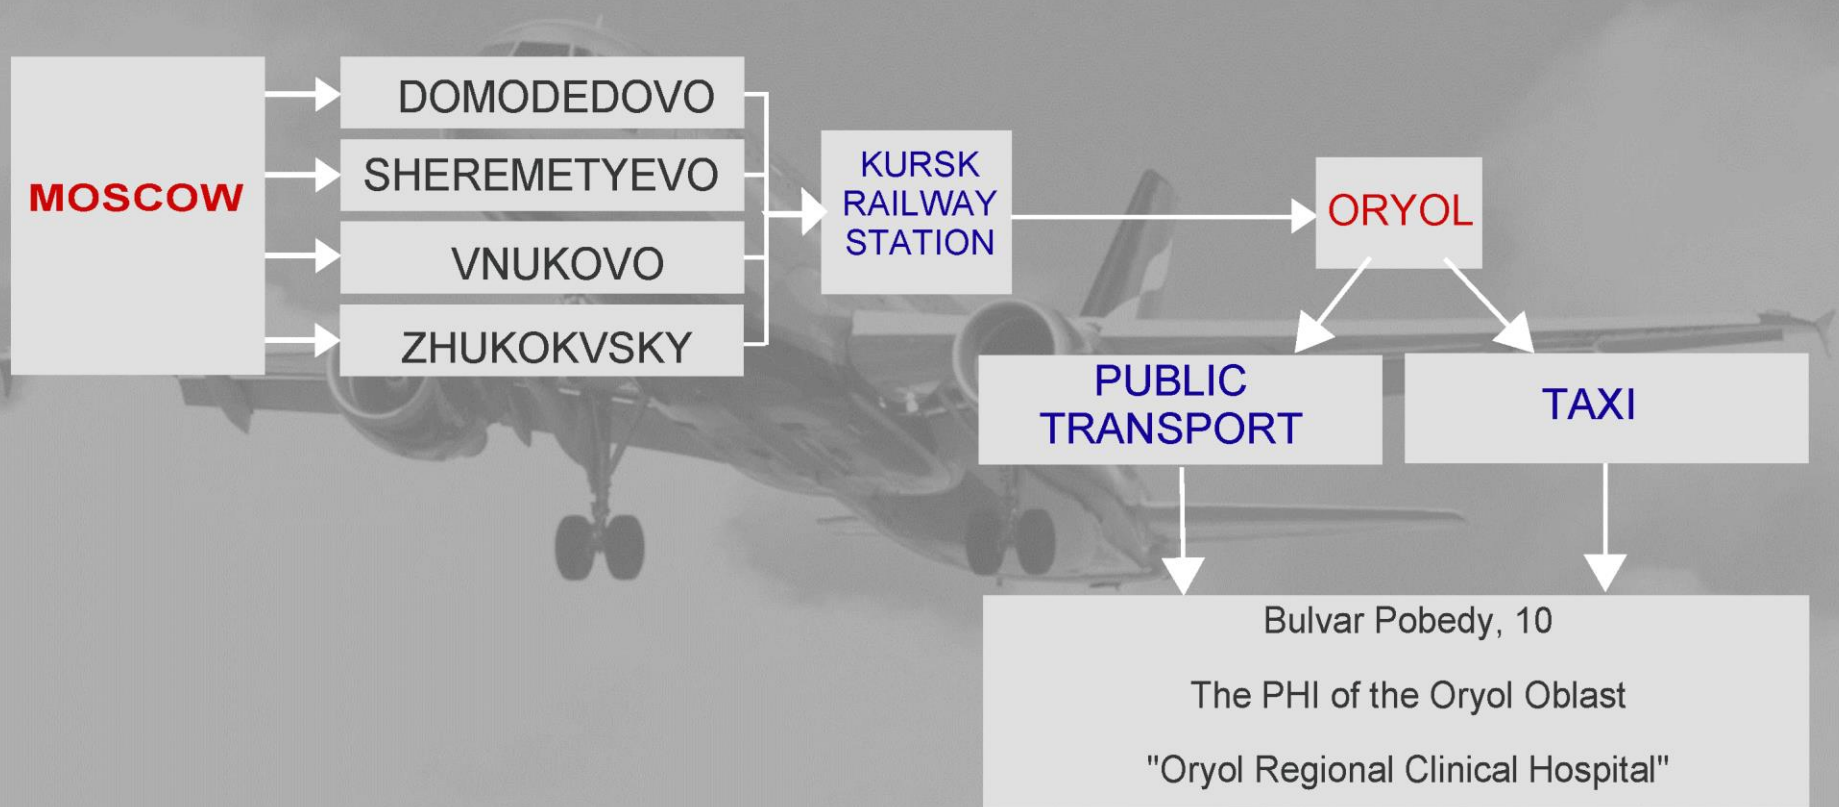 MOSCOW
DOMODEDOVO
SHEREMETYEVO
VNUKOVO
ZHUKOKVSKY
KURSK
RAILWAY
STATION
ORYOL
PUBLIC
TRANSPORT
TAXI
Bulvar Pobedy, 10
The PHI of the Oryol Oblast
"Oryol Regional Clinical Hospital"